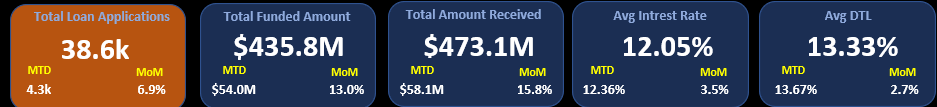 Total Loan Applications
38.6k
MTD MoM
4.3k 6.9%
Total Funded Amount
$435.8M
MTD MoM
$54.0M 13.0%
Total Amount Received
$473.1M
MTD MoM
$58.1M 15.8%
Avg Intrest Rate
12.05%
MTD MoM
12.36% 3.5%
Avg DTL
13.33%
MTD MoM
13.67% 2.7%